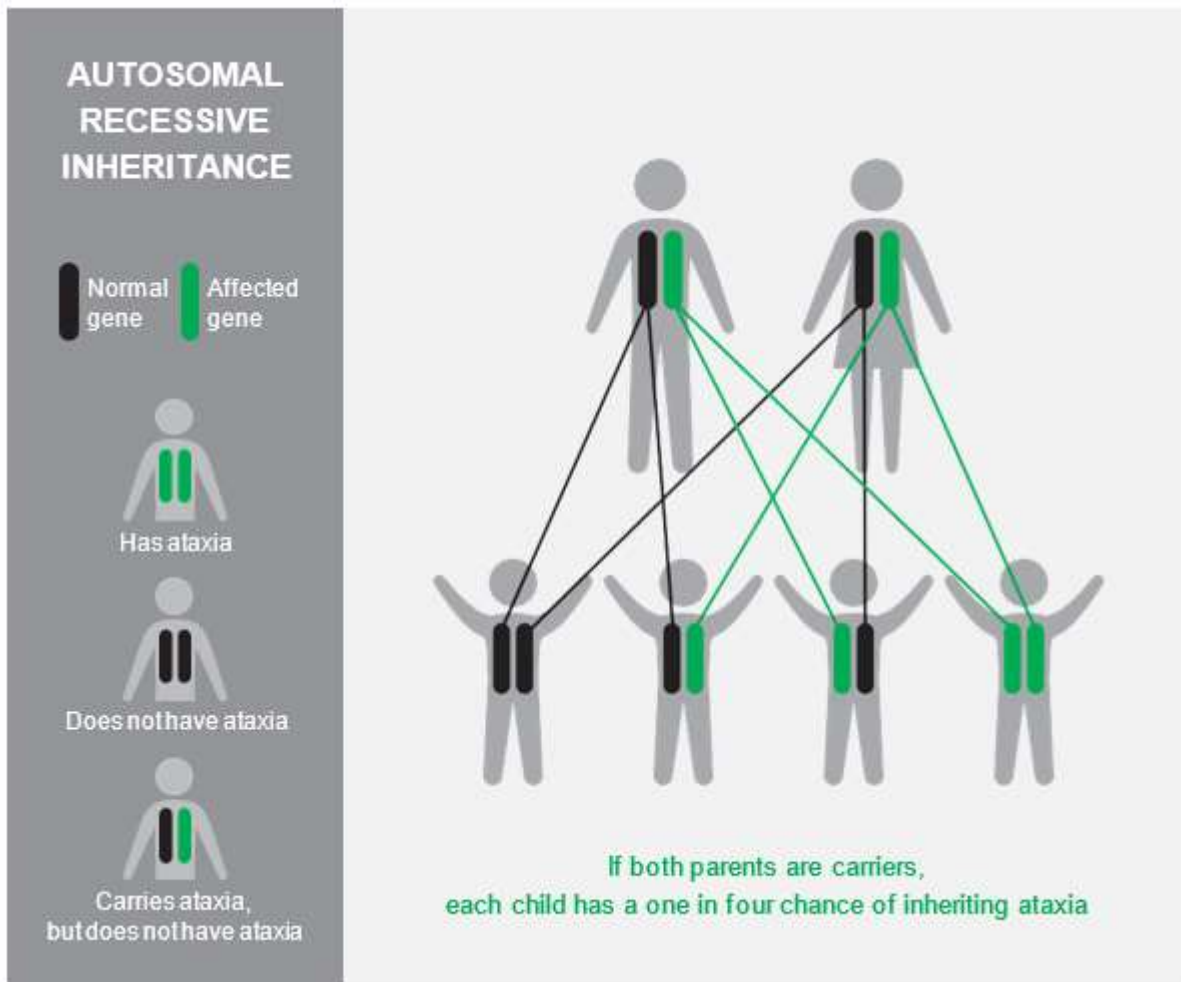 AUTOSOMAL
RECESSIVE
INHERITANCE
Normal
gene
Affected
gene
Has ataxia
Does not have ataxia
Carries ataxia,
but does not have ataxia
If both parents are carriers,
each child has a one in four chance of inheriting ataxia